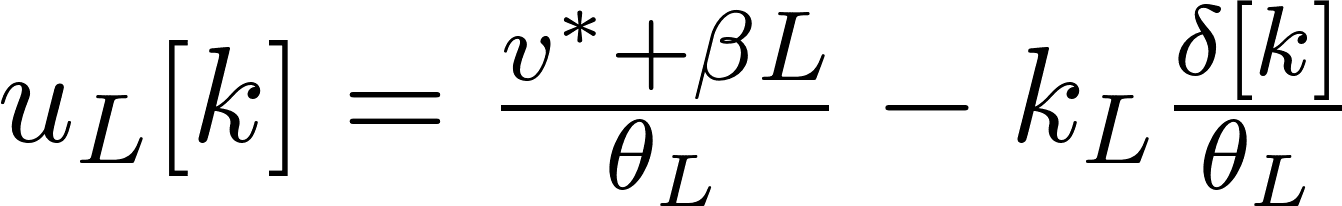 u_L[k] = \frac{v^*+\beta L}{\theta_L} - k_L \frac{\delta[k]}{\theta_L}